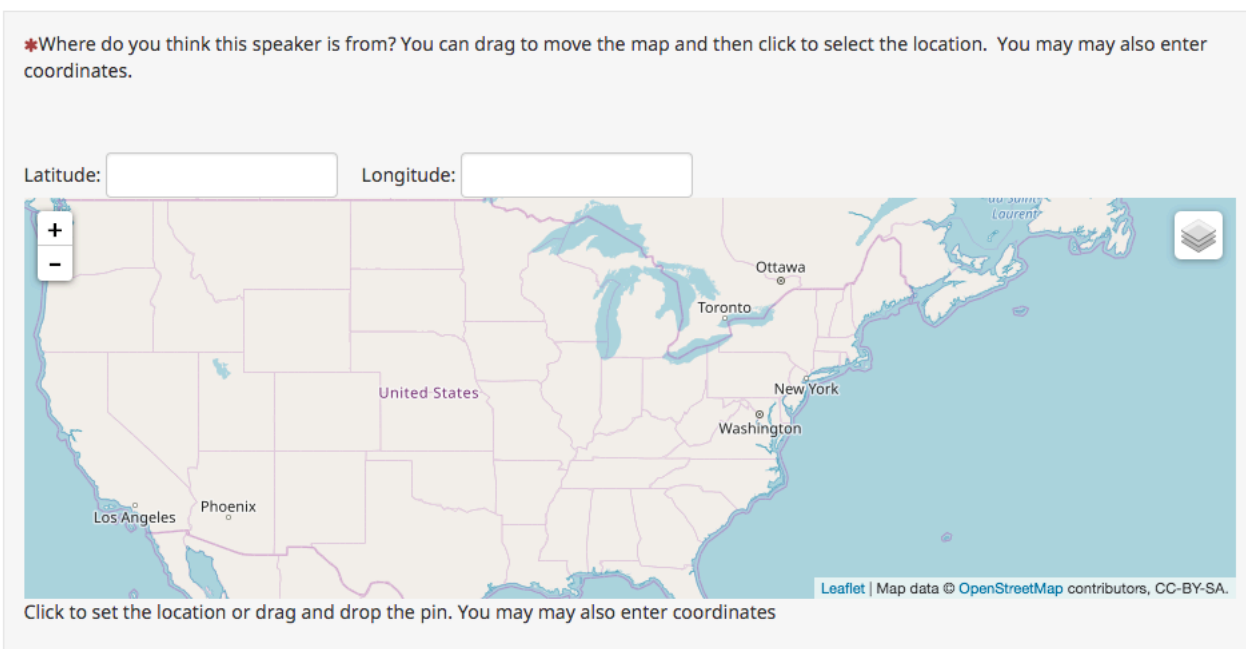 *Where do you think this speaker is from? You can drag to move the map and then click to select the location. You may may also enter
coordinates.
Latitude:
Longitude:
+
-
du Saint-
Laurent
Ottawa
Toronto
United States
New York
Washington
Phoenix
Los Angeles
Leaflet | Map data © OpenStreetMap contributors, CC-BY-SA.
Click to set the location or drag and drop the pin. You may may also enter coordinates